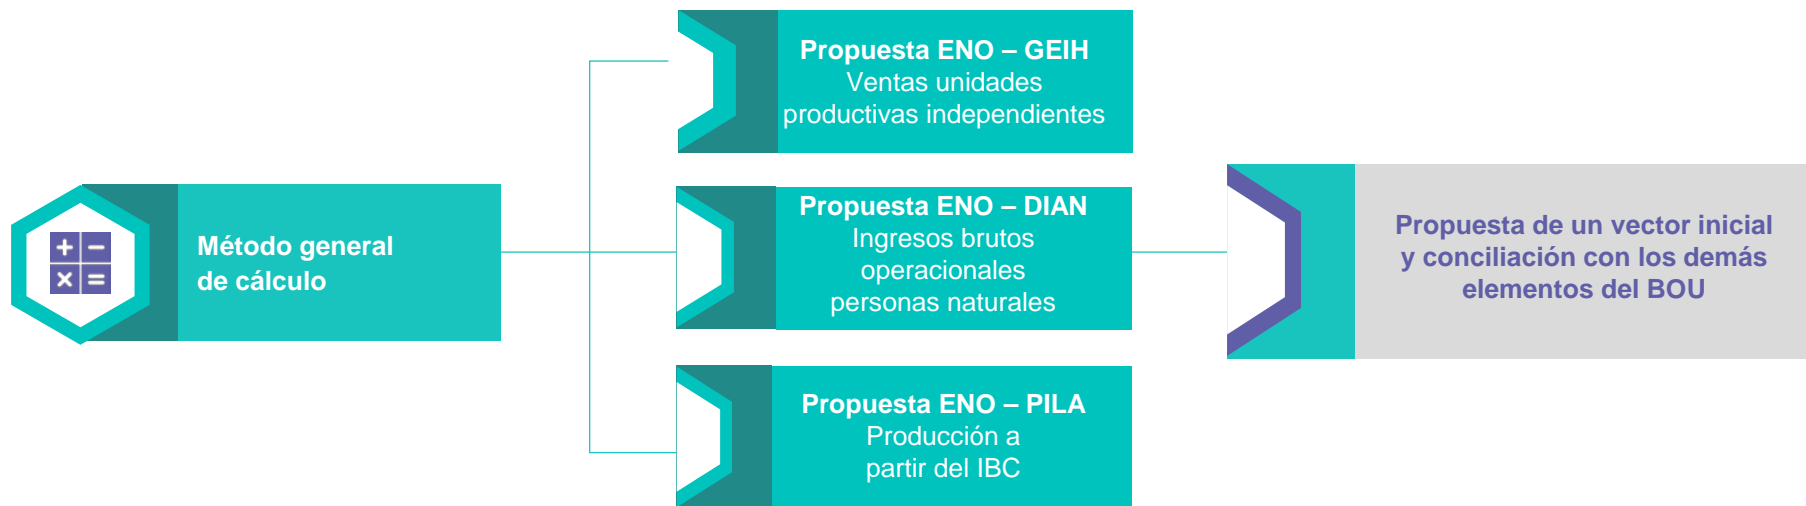 Método general
de cálculo
Propuesta ENO – GEIH
Ventas unidades
productivas independientes
Propuesta ENO – DIAN
Ingresos brutos
operacionales
personas naturales
Propuesta ENO – PILA
Producción a
partir del IBC
Propuesta de un vector inicial
y conciliación con los demás
elementos del BOU